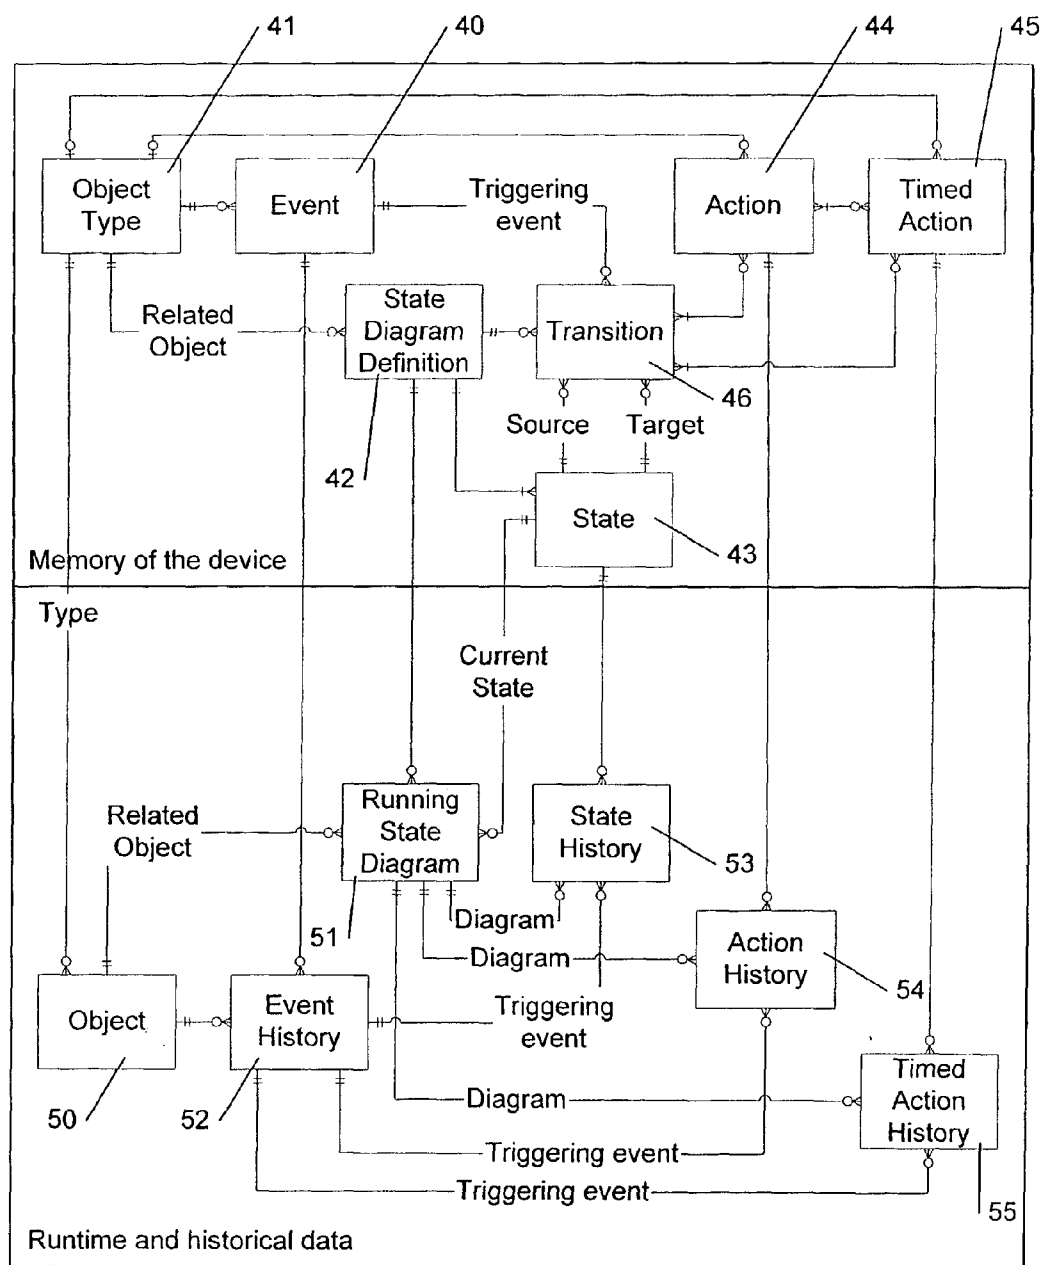 41
40
44
45
Object
Type
Event
Triggering
event
Action
Timed
Action
Related
Object
State
Diagram
Definition
Transition
46
Source
Target
42
State
43
Memory of the device
Type
Current
State
Related
Object
Running
State
Diagram
State
History
53
51
Diagram
Diagram
Action
History
54
Object
Event
History
Triggering
event
50
52
Diagram
Timed
Action
History
Triggering event
Triggering event
55
Runtime and historical data